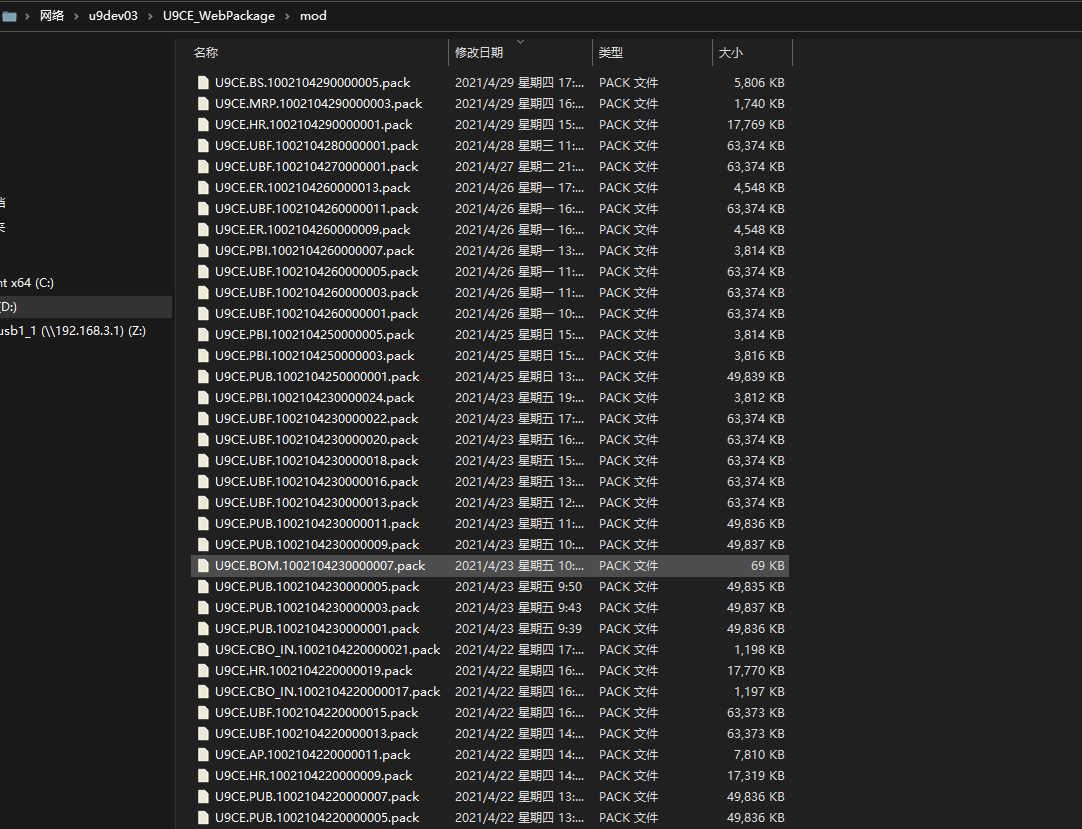 网络 u9dev03 U9CE_WebPackage mod
名称 修改日期 类型 大小
U9CE.BS.1002104290000005.pack 2021/4/29 星期四 17:... PACK 文件 5,806 KB
U9CE.MRP.1002104290000003.pack 2021/4/29 星期四 16:... PACK 文件 1,740 KB
U9CE.HR.1002104290000001.pack 2021/4/29 星期四 15:... PACK 文件 17,769 KB
U9CE.UBF.1002104280000001.pack 2021/4/28 星期三 11:... PACK 文件 63,374 KB
U9CE.UBF.1002104270000001.pack 2021/4/27 星期二 21:... PACK 文件 63,374 KB
U9CE.ER.1002104260000013.pack 2021/4/26 星期一 17:... PACK 文件 4,548 KB
U9CE.UBF.1002104260000011.pack 2021/4/26 星期一 16:... PACK 文件 63,374 KB
U9CE.ER.1002104260000009.pack 2021/4/26 星期一 16:... PACK 文件 4,548 KB
U9CE.PBI.1002104260000007.pack 2021/4/26 星期一 13:... PACK 文件 3,814 KB
U9CE.UBF.1002104260000005.pack 2021/4/26 星期一 11:... PACK 文件 63,374 KB
U9CE.UBF.1002104260000003.pack 2021/4/26 星期一 11:... PACK 文件 63,374 KB
U9CE.UBF.1002104260000001.pack 2021/4/26 星期一 10:... PACK 文件 63,374 KB
U9CE.PBI.1002104250000005.pack 2021/4/25 星期日 15:... PACK 文件 3,814 KB
U9CE.PBI.1002104250000003.pack 2021/4/25 星期日 15:... PACK 文件 3,816 KB
U9CE.PUB.1002104250000001.pack 2021/4/25 星期日 13:... PACK 文件 49,839 KB
U9CE.PBI.1002104230000024.pack 2021/4/23 星期五 19:... PACK 文件 3,812 KB
U9CE.UBF.1002104230000022.pack 2021/4/23 星期五 17:... PACK 文件 63,374 KB
U9CE.UBF.1002104230000020.pack 2021/4/23 星期五 16:... PACK 文件 63,374 KB
U9CE.UBF.1002104230000018.pack 2021/4/23 星期五 15:... PACK 文件 63,374 KB
U9CE.UBF.1002104230000016.pack 2021/4/23 星期五 13:... PACK 文件 63,374 KB
U9CE.UBF.1002104230000013.pack 2021/4/23 星期五 12:... PACK 文件 63,374 KB
U9CE.PUB.1002104230000011.pack 2021/4/23 星期五 11:... PACK 文件 49,836 KB
U9CE.PUB.1002104230000009.pack 2021/4/23 星期五 10:... PACK 文件 49,837 KB
U9CE.BOM.1002104230000007.pack 2021/4/23 星期五 10:... PACK 文件 69 KB
U9CE.PUB.1002104230000005.pack 2021/4/23 星期五 9:50 PACK 文件 49,835 KB
U9CE.PUB.1002104230000003.pack 2021/4/23 星期五 9:43 PACK 文件 49,837 KB
U9CE.PUB.1002104230000001.pack 2021/4/23 星期五 9:39 PACK 文件 49,836 KB
U9CE.CBO_IN.1002104220000021.pack 2021/4/22 星期四 17:... PACK 文件 1,198 KB
U9CE.HR.1002104220000019.pack 2021/4/22 星期四 16:... PACK 文件 17,770 KB
U9CE.CBO_IN.1002104220000017.pack 2021/4/22 星期四 16:... PACK 文件 1,197 KB
U9CE.UBF.1002104220000015.pack 2021/4/22 星期四 16:... PACK 文件 63,373 KB
U9CE.UBF.1002104220000013.pack 2021/4/22 星期四 14:... PACK 文件 63,373 KB
U9CE.AP.1002104220000011.pack 2021/4/22 星期四 14:... PACK 文件 7,810 KB
U9CE.HR.1002104220000009.pack 2021/4/22 星期四 14:... PACK 文件 17,319 KB
U9CE.PUB.1002104220000007.pack 2021/4/22 星期四 13:... PACK 文件 49,836 KB
U9CE.PUB.1002104220000005.pack 2021/4/22 星期四 13:... PACK 文件 49,836 KB
nt x64 (C:)
(D:)
usb1_1 (\\192.168.3.1) (Z:)